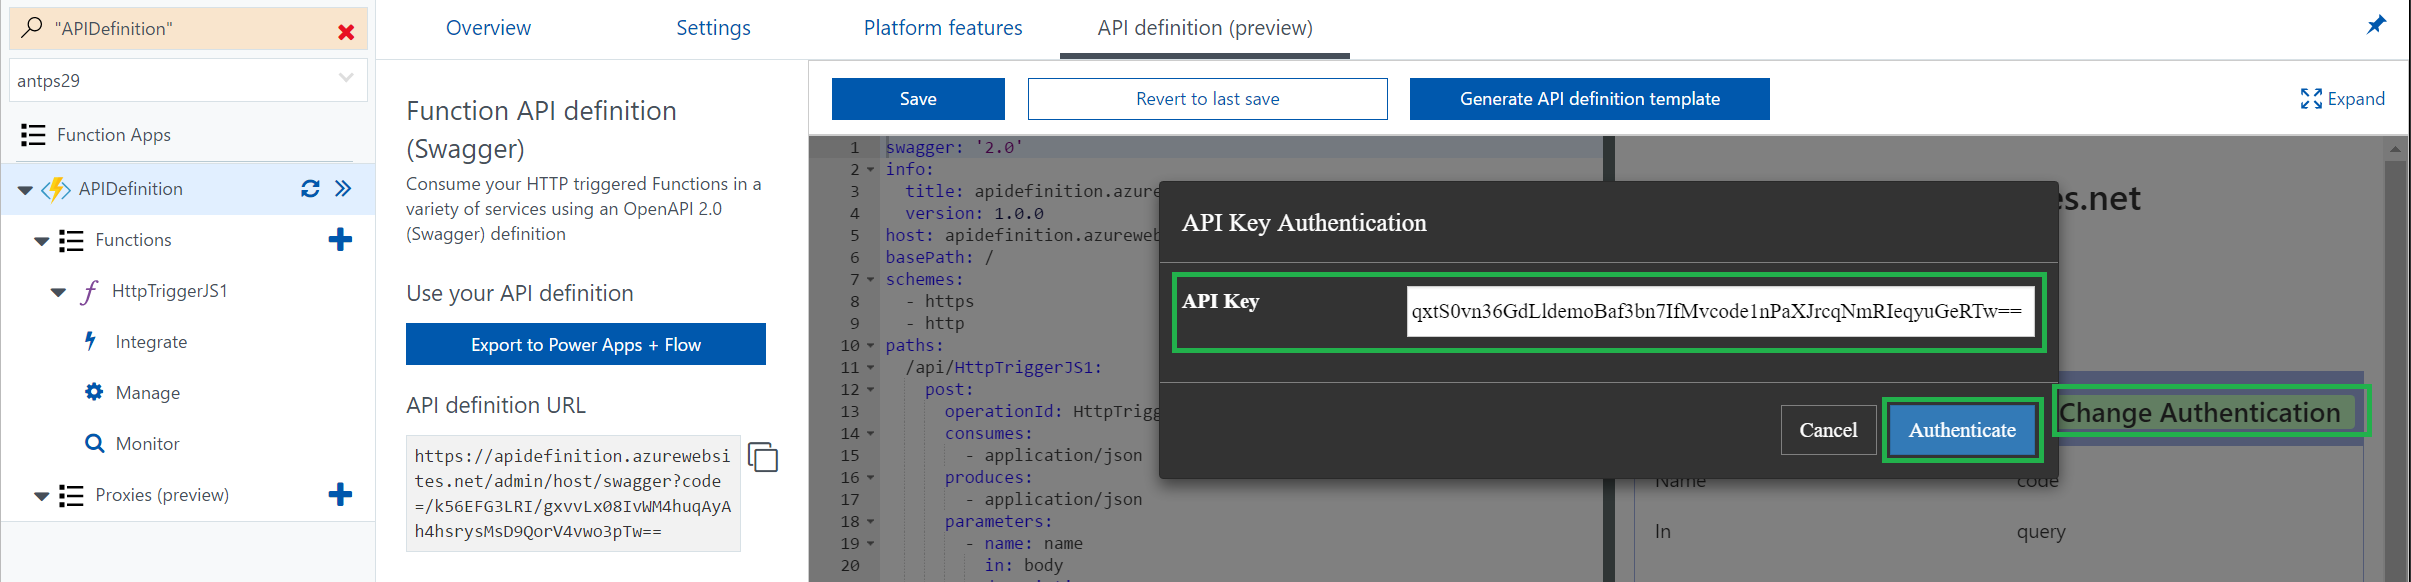 "APIDefinition"
antps29
Function Apps
APIDefinition
Functions
HttpTriggerJS1
Integrate
Manage
Monitor
Proxies (preview)
Overview
Settings
Platform features
API definition (preview)
Function API definition
(Swagger)
Consume your HTTP triggered Functions in a
variety of services using an OpenAPI 2.0
(Swagger) definition
Use your API definition
Export to Power Apps + Flow
API definition URL
https://apidefinition.azurewebsi
tes.net/admin/host/swagger?code
=/k56EFG3LRI/gxvvLx08IvWM4huqAyA
h4hsrysMsD9QorV4vwo3pTw==
Save
Revert to last save
Generate API definition template
Expand
1 swagger: '2.0'
2 info:
3 title: apidefinition.azure
4 version: 1.0.0
5 host: apidefinition.azureweb
6 basePath: /
7 schemes:
8 - https
9 - http
10 paths:
11 /api/HttpTriggerJS1:
12 post:
13 operationId: HttpTrigg
14 consumes:
15 - application/json
16 produces:
17 - application/json
18 parameters:
19 - name: name
20 in: body
es.net
API Key Authentication
API Key
qxtS0vn36GdLldemoBaf3bn7IfMvcode1nPaXJrcqNmRIeqyuGeRTw==
Cancel
Authenticate
Change Authentication
Name code
In query